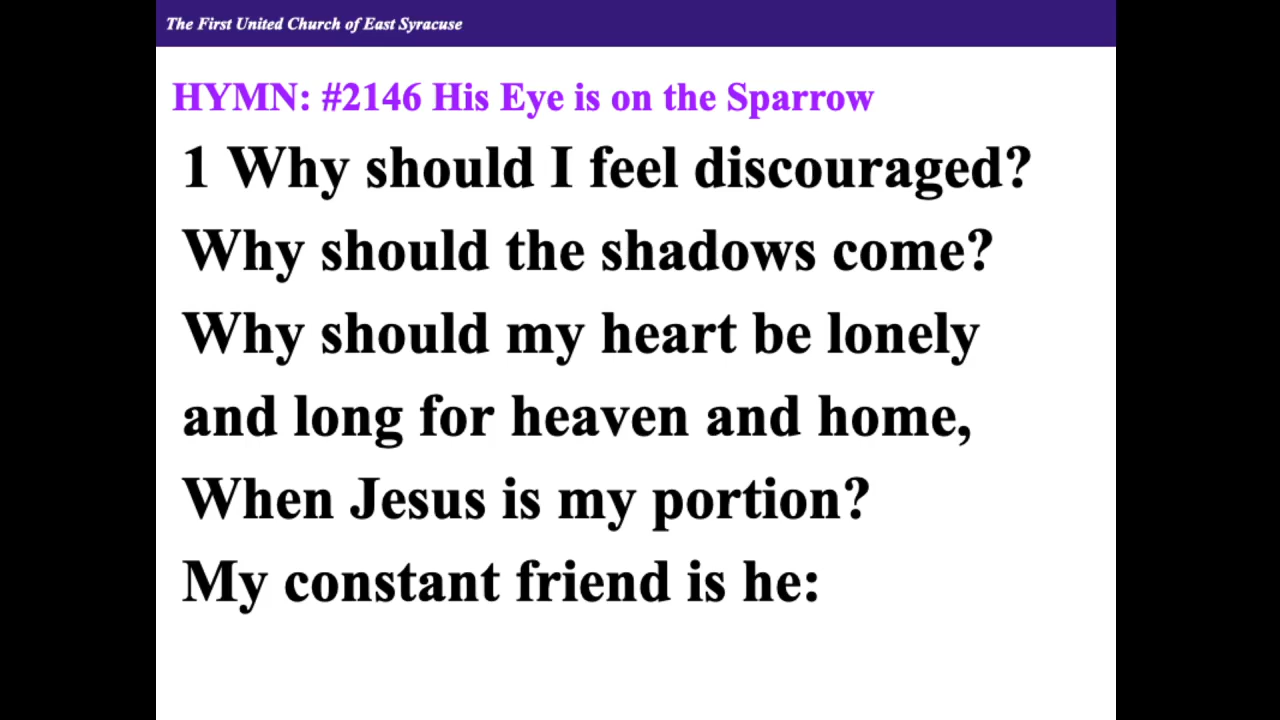 The First United Church of East Syracuse
HYMN: #2146 His Eye is on the Sparrow
1 Why should I feel discouraged?
Why should the shadows come?
Why should my heart be lonely
and long for heaven and home,
When Jesus is my portion?
My constant friend is he: